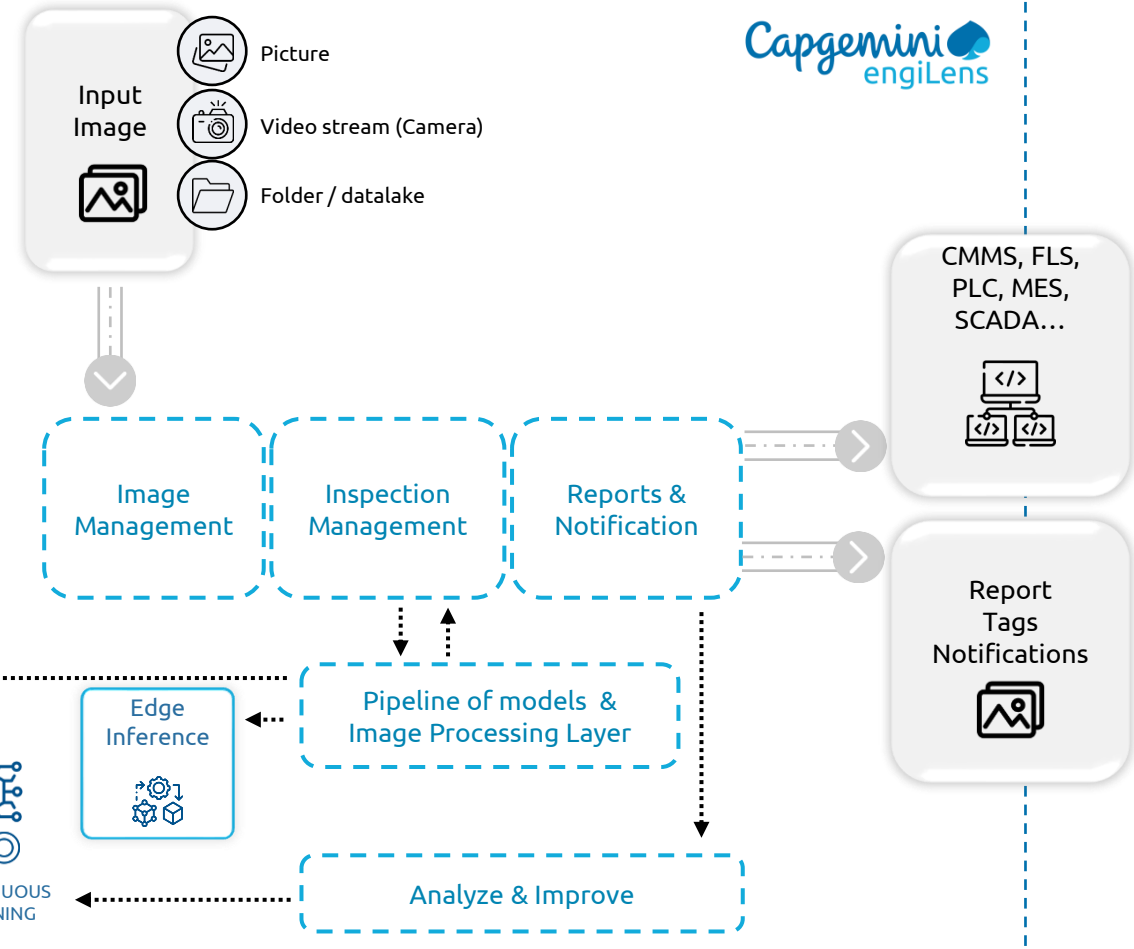 Capgemini
engiLens
Input
Image
Picture
Video stream (Camera)
Folder / datalake
CMMS, FLS,
PLC, MES,
SCADA…
Image
Management
Inspection
Management
Reports &
Notification
Report
Tags
Notifications
Pipeline of models &
Image Processing Layer
Edge
Inference
Analyze & Improve